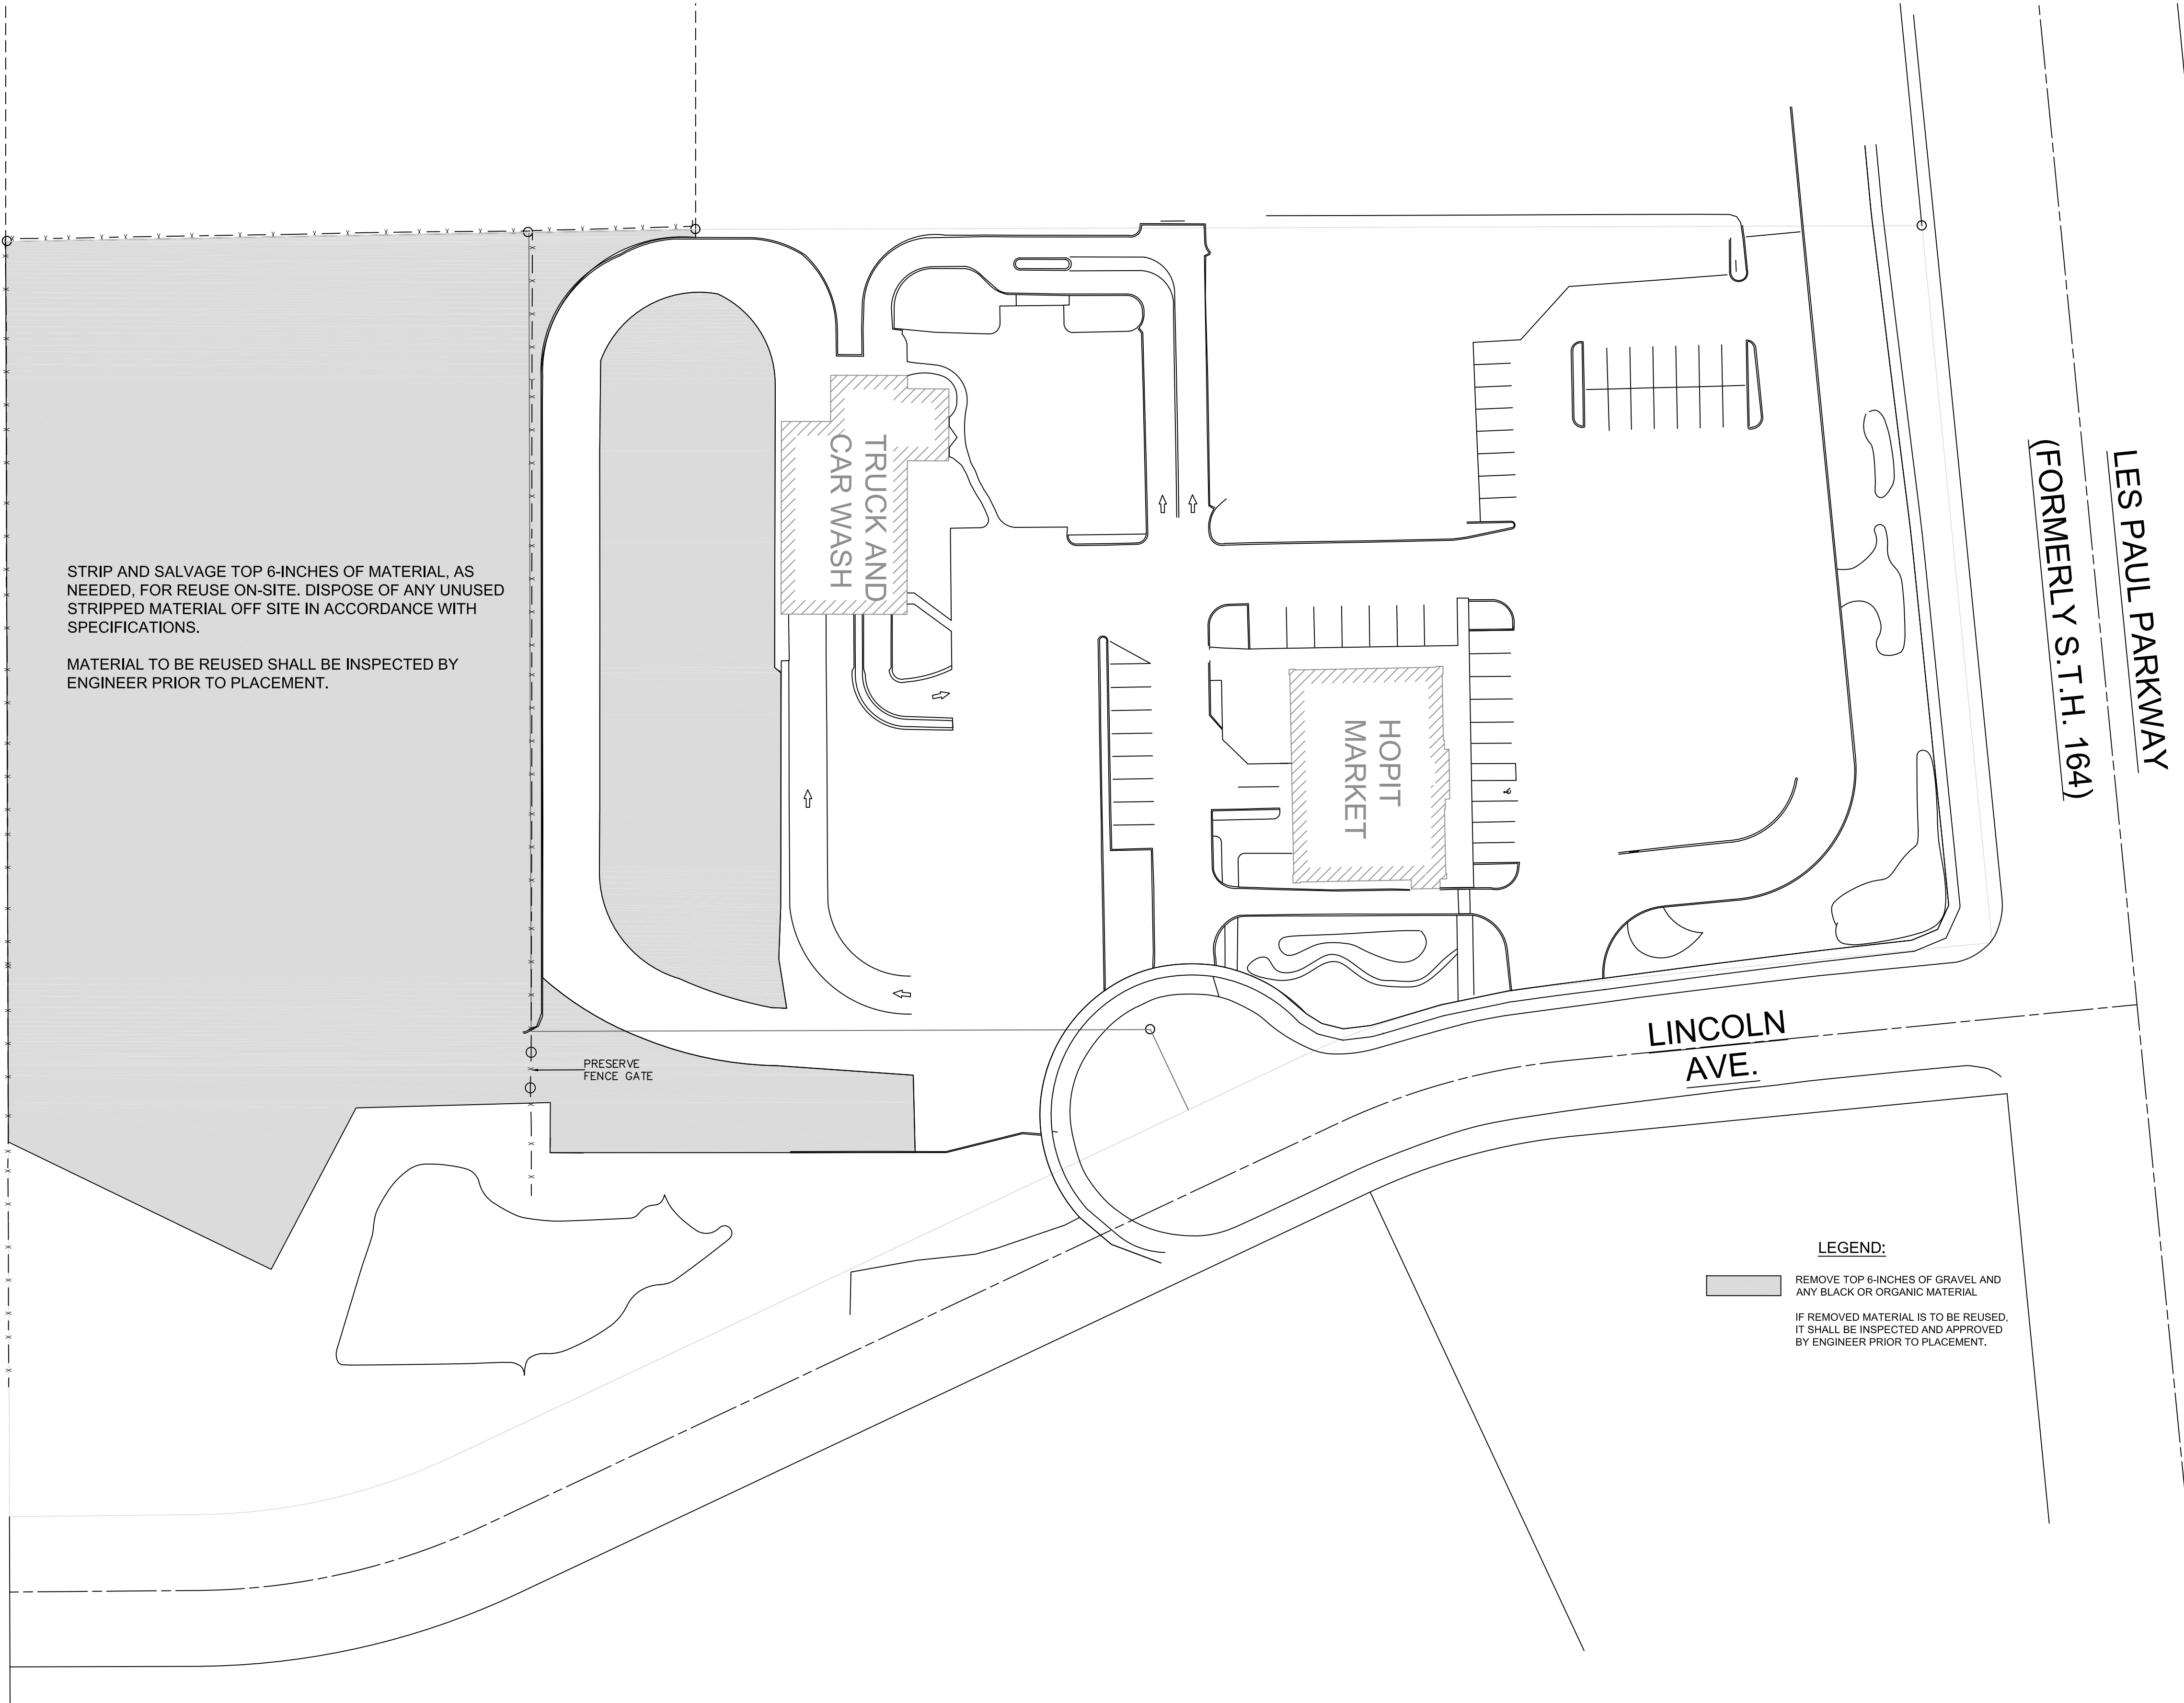 STRIP AND SALVAGE TOP 6-INCHES OF MATERIAL, AS
NEEDED, FOR REUSE ON-SITE. DISPOSE OF ANY UNUSED
STRIPPED MATERIAL OFF SITE IN ACCORDANCE WITH
SPECIFICATIONS.
MATERIAL TO BE REUSED SHALL BE INSPECTED BY
ENGINEER PRIOR TO PLACEMENT.
TRUCK AND
CAR WASH
HOPIT
MARKET
LES PAUL PARKWAY
(FORMERLY S.T.H. 164)
PRESERVE
FENCE GATE
LINCOLN
AVE.
LEGEND:
REMOVE TOP 6-INCHES OF GRAVEL AND
ANY BLACK OR ORGANIC MATERIAL
IF REMOVED MATERIAL IS TO BE REUSED,
IT SHALL BE INSPECTED AND APPROVED
BY ENGINEER PRIOR TO PLACEMENT.